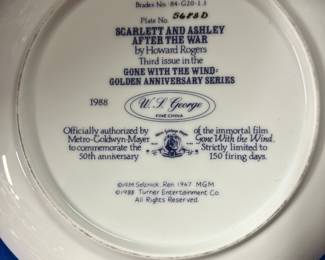 Bradex No. 84-G20-1.3
Plate No. 5688D
SCARLETT AND ASHLEY
AFTER THE WAR
by Howard Rogers
Third issue in the
GONE WITH THE WIND:
GOLDEN ANNIVERSARY SERIES
1988
W. L. George
FINE CHINA
Officially authorized by of the immortal film
Metro-Goldwyn-Mayer Gone With the Wind.
to commemorate the Strictly limited to
50th anniversary 150 firing days.
©1939 Selznick. Ren 1967 MGM
©1988 Turner Entertainment Co.
All Rights Reserved.